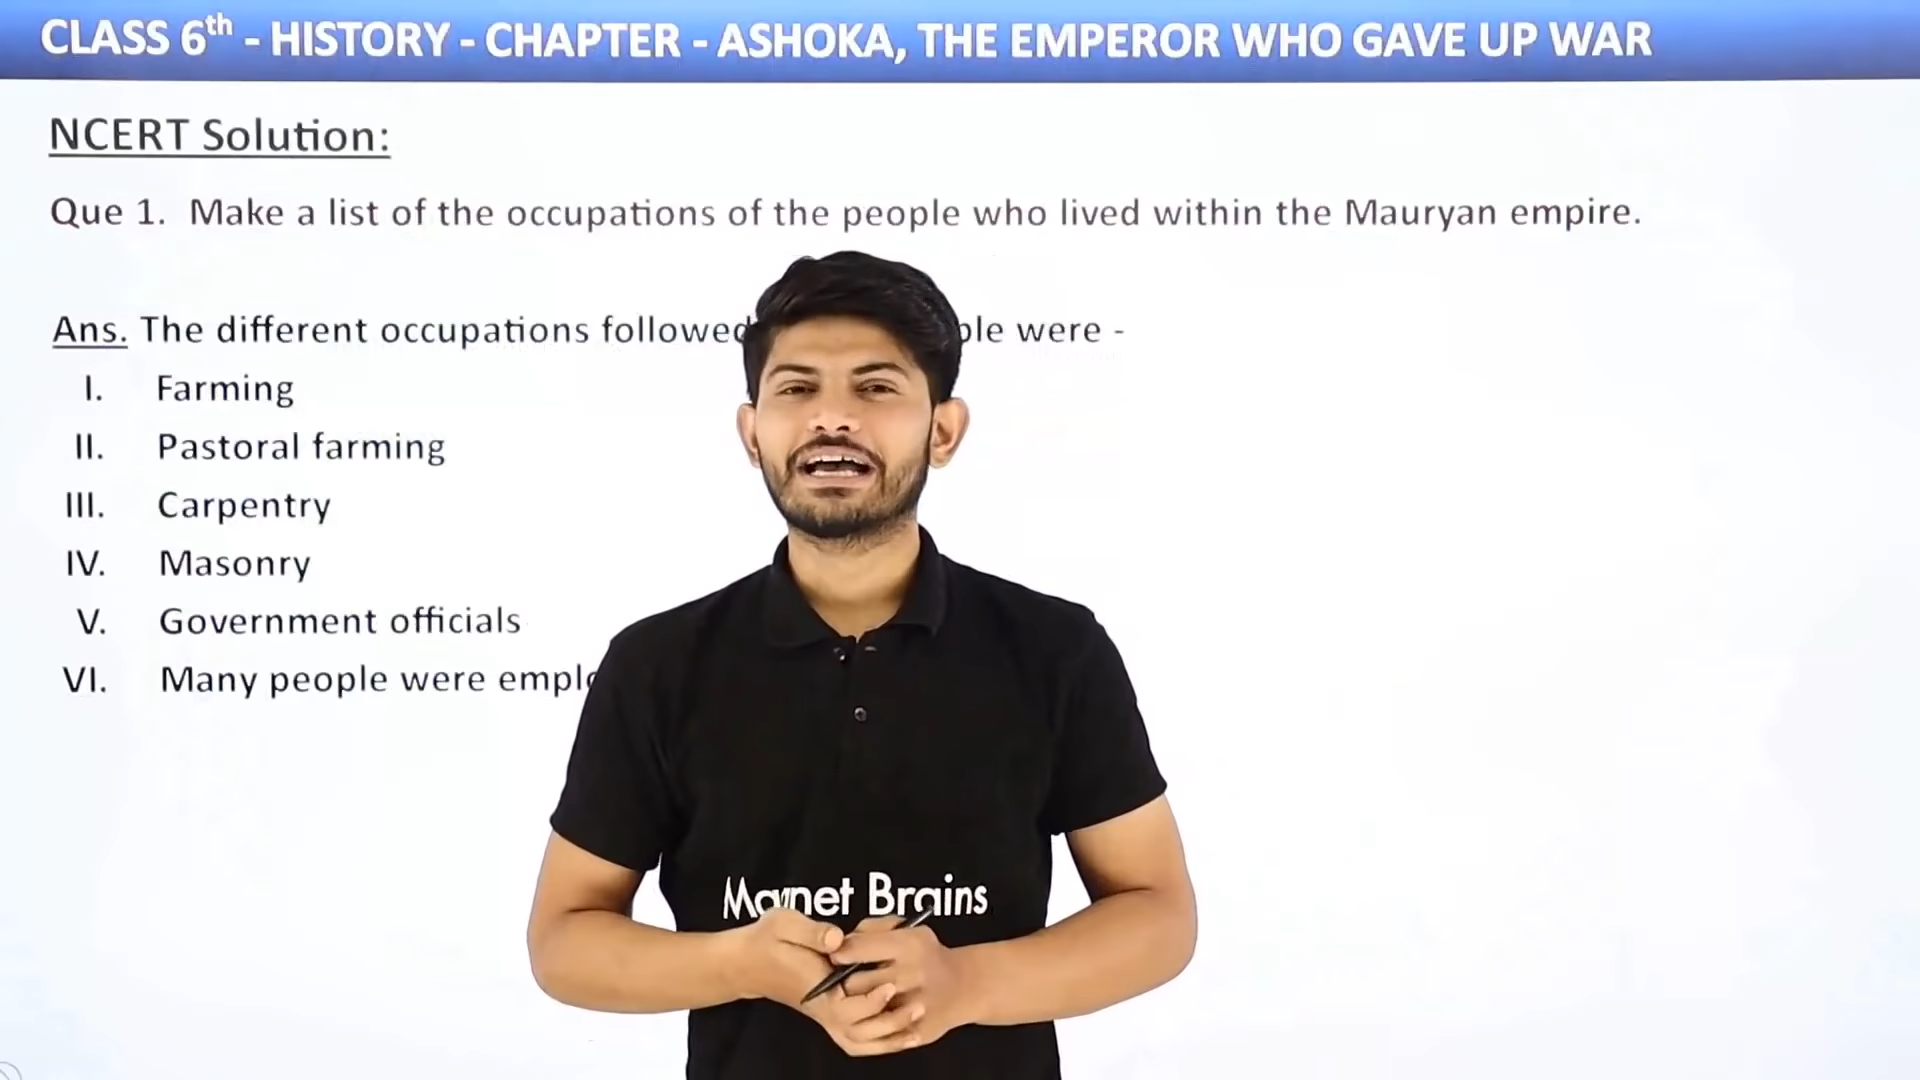 CLASS 6th - HISTORY - CHAPTER - ASHOKA, THE EMPEROR WHO GAVE UP WAR
NCERT Solution:
Que 1. Make a list of the occupations of the people who lived within the Mauryan empire.
Ans. The different occupations followed were -
I. Farming
II. Pastoral farming
III. Carpentry
IV. Masonry
V. Government officials
VI. Many people were
Magnet Brains